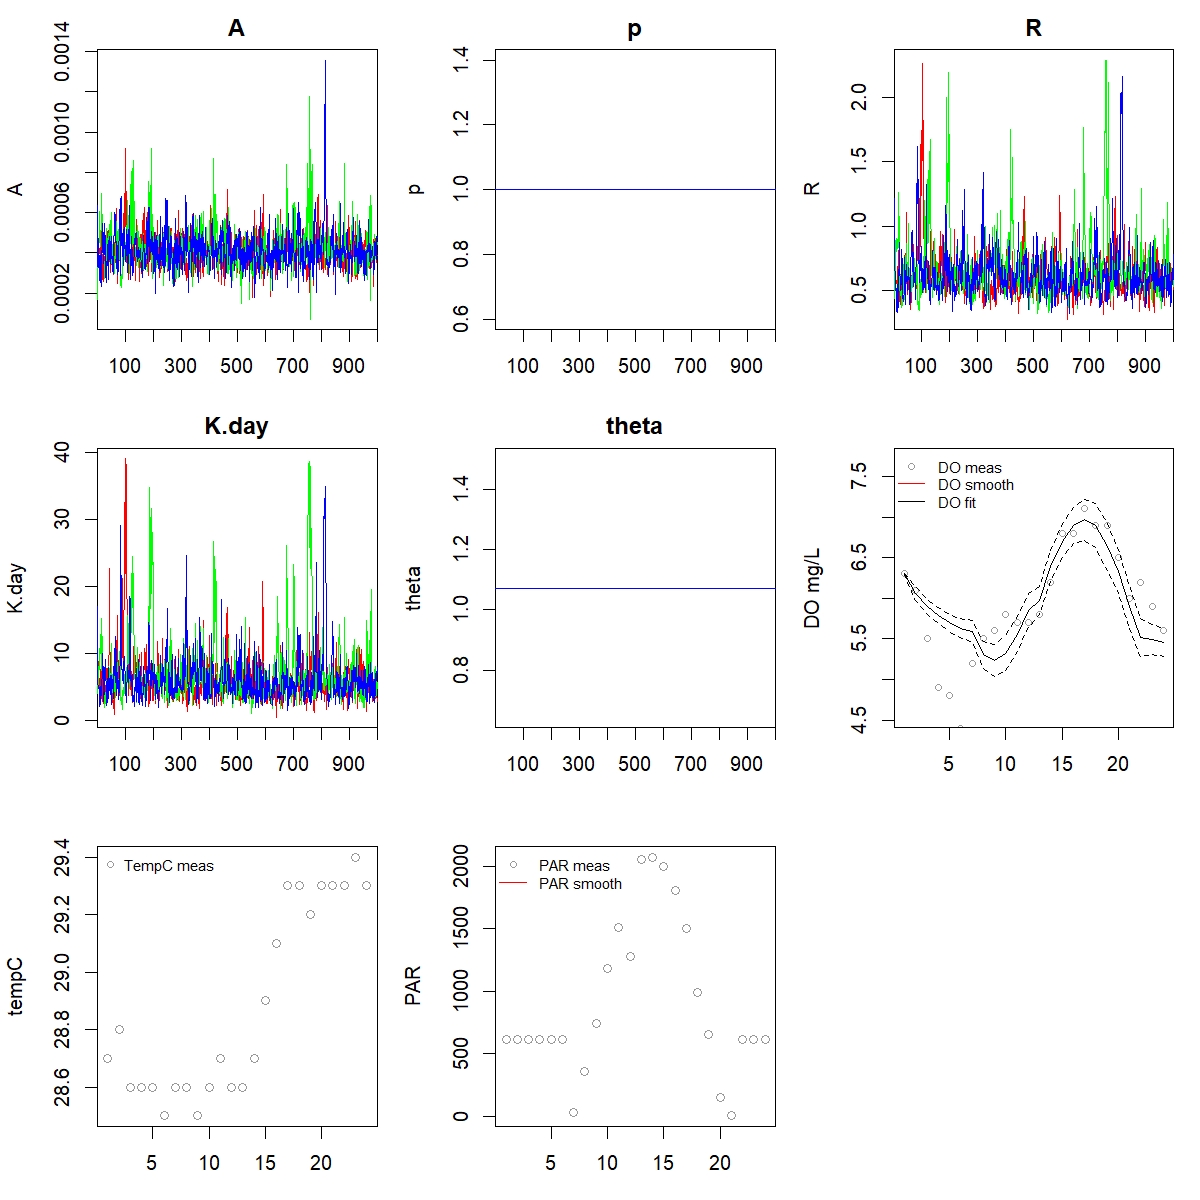 A
p
R
A
0.0002 0.0006 0.0010 0.0014
100 300 500 700 900
p
0.6 0.8 1.0 1.2 1.4
100 300 500 700 900
R
0.5 1.0 1.5 2.0
100 300 500 700 900
K.day
theta
K.day
0 10 20 30 40
100 300 500 700 900
theta
0.8 1.0 1.2 1.4
100 300 500 700 900
DO mg/L
4.5 5.5 6.5 7.5
DO meas
DO smooth
DO fit
5 10 15 20
tempC
28.6 28.8 29.0 29.2 29.4
TempC meas
5 10 15 20
PAR
0 500 1000 1500 2000
PAR meas
PAR smooth
5 10 15 20